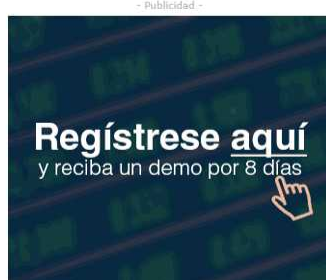 - Publicidad -
Regístrese aquí
y reciba un demo por 8 días